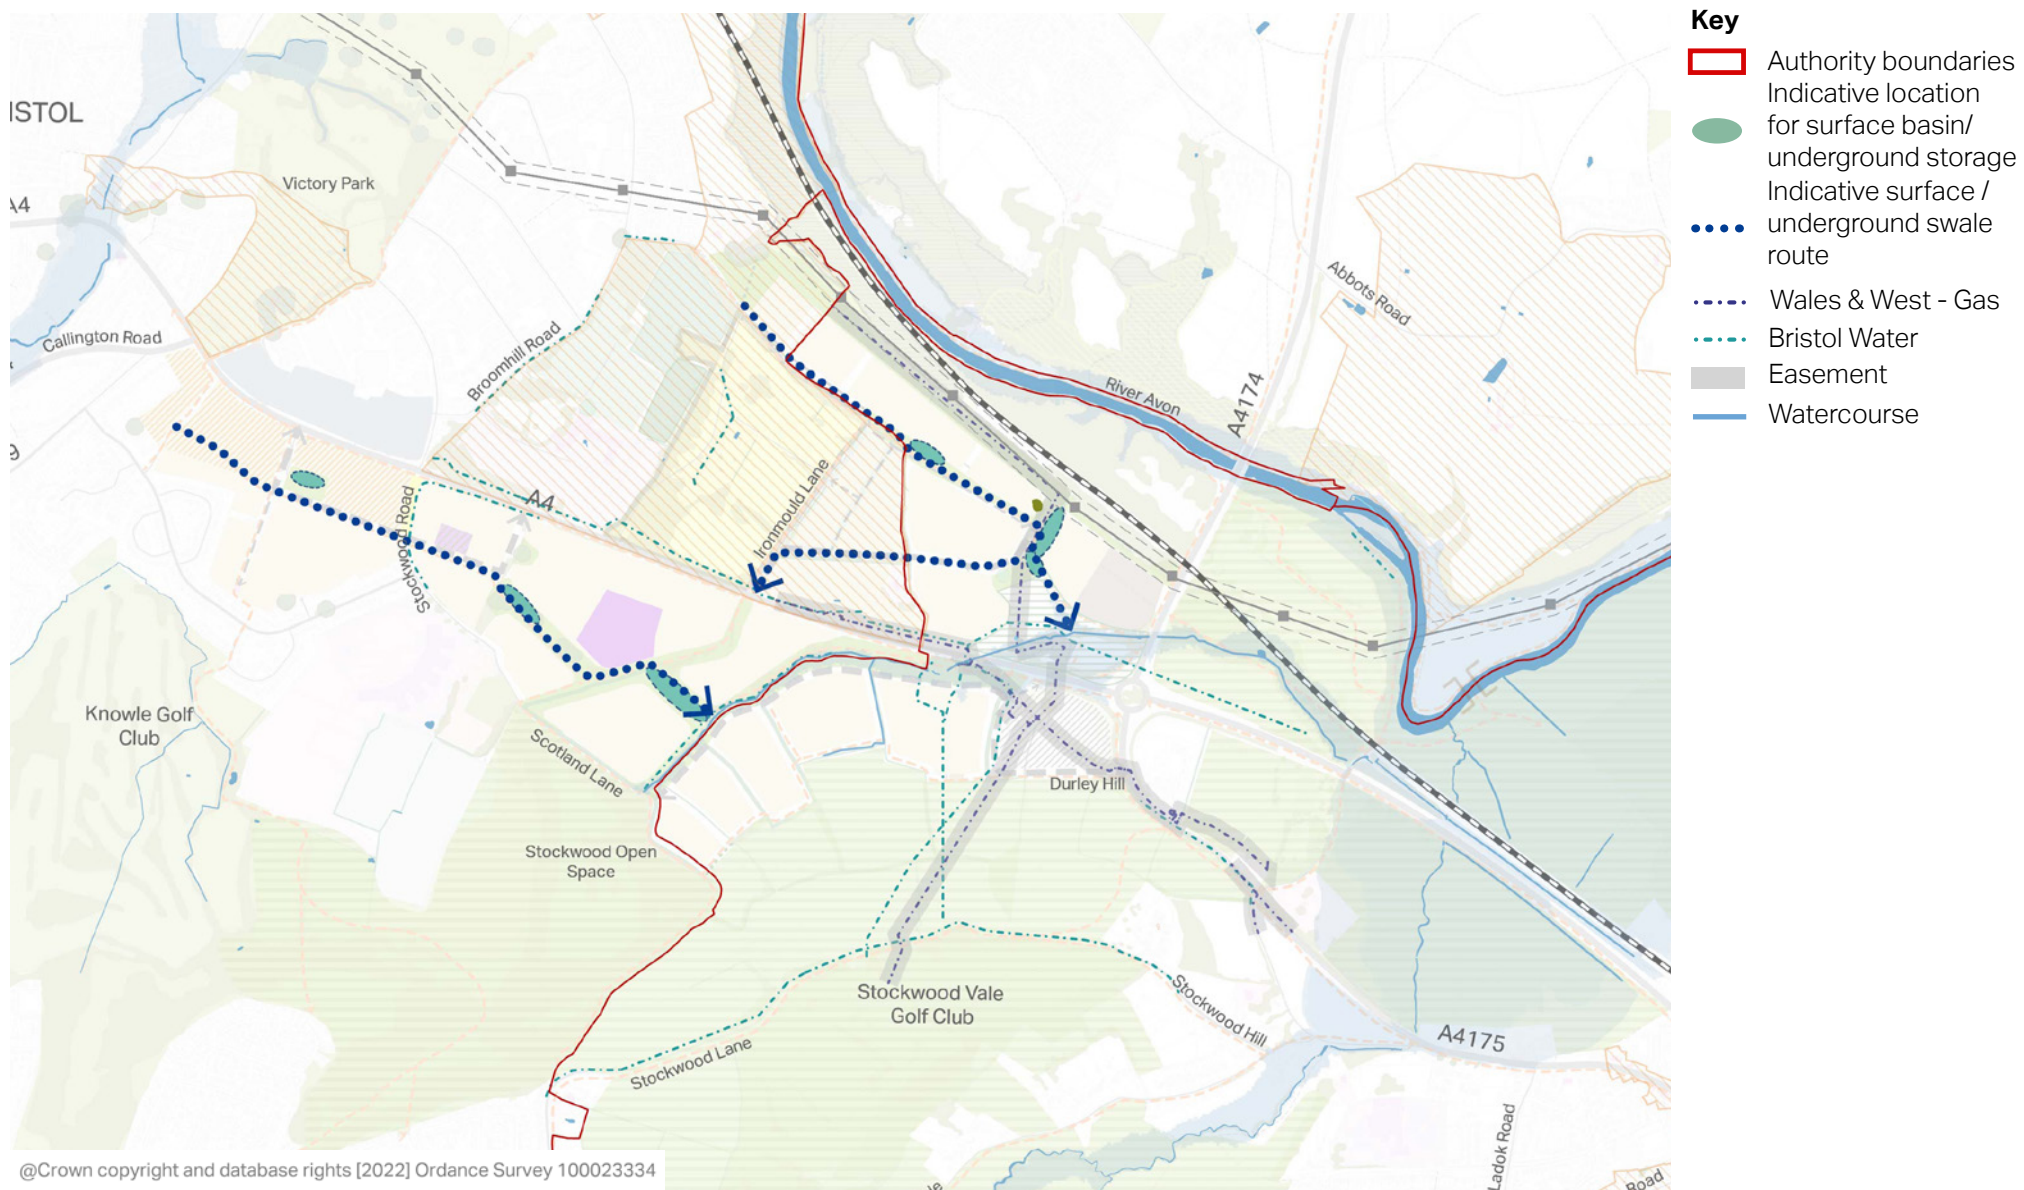 ISTOL
A4
Victory Park
Callington Road
Broomhill Road
Stockwood Road
A4
Ironmould Lane
River Avon
A4174
Abbots Road
Knowle Golf
Club
Scotland Lane
Stockwood Open
Space
Durley Hill
Stockwood Vale
Golf Club
Stockwood Lane
Stockwood Hill
A4175
Ladok Road
Road
@Crown copyright and database rights [2022] Ordance Survey 100023334
Key
Authority boundaries
Indicative location
for surface basin/
underground storage
Indicative surface /
underground swale
route
Wales & West - Gas
Bristol Water
Easement
Watercourse